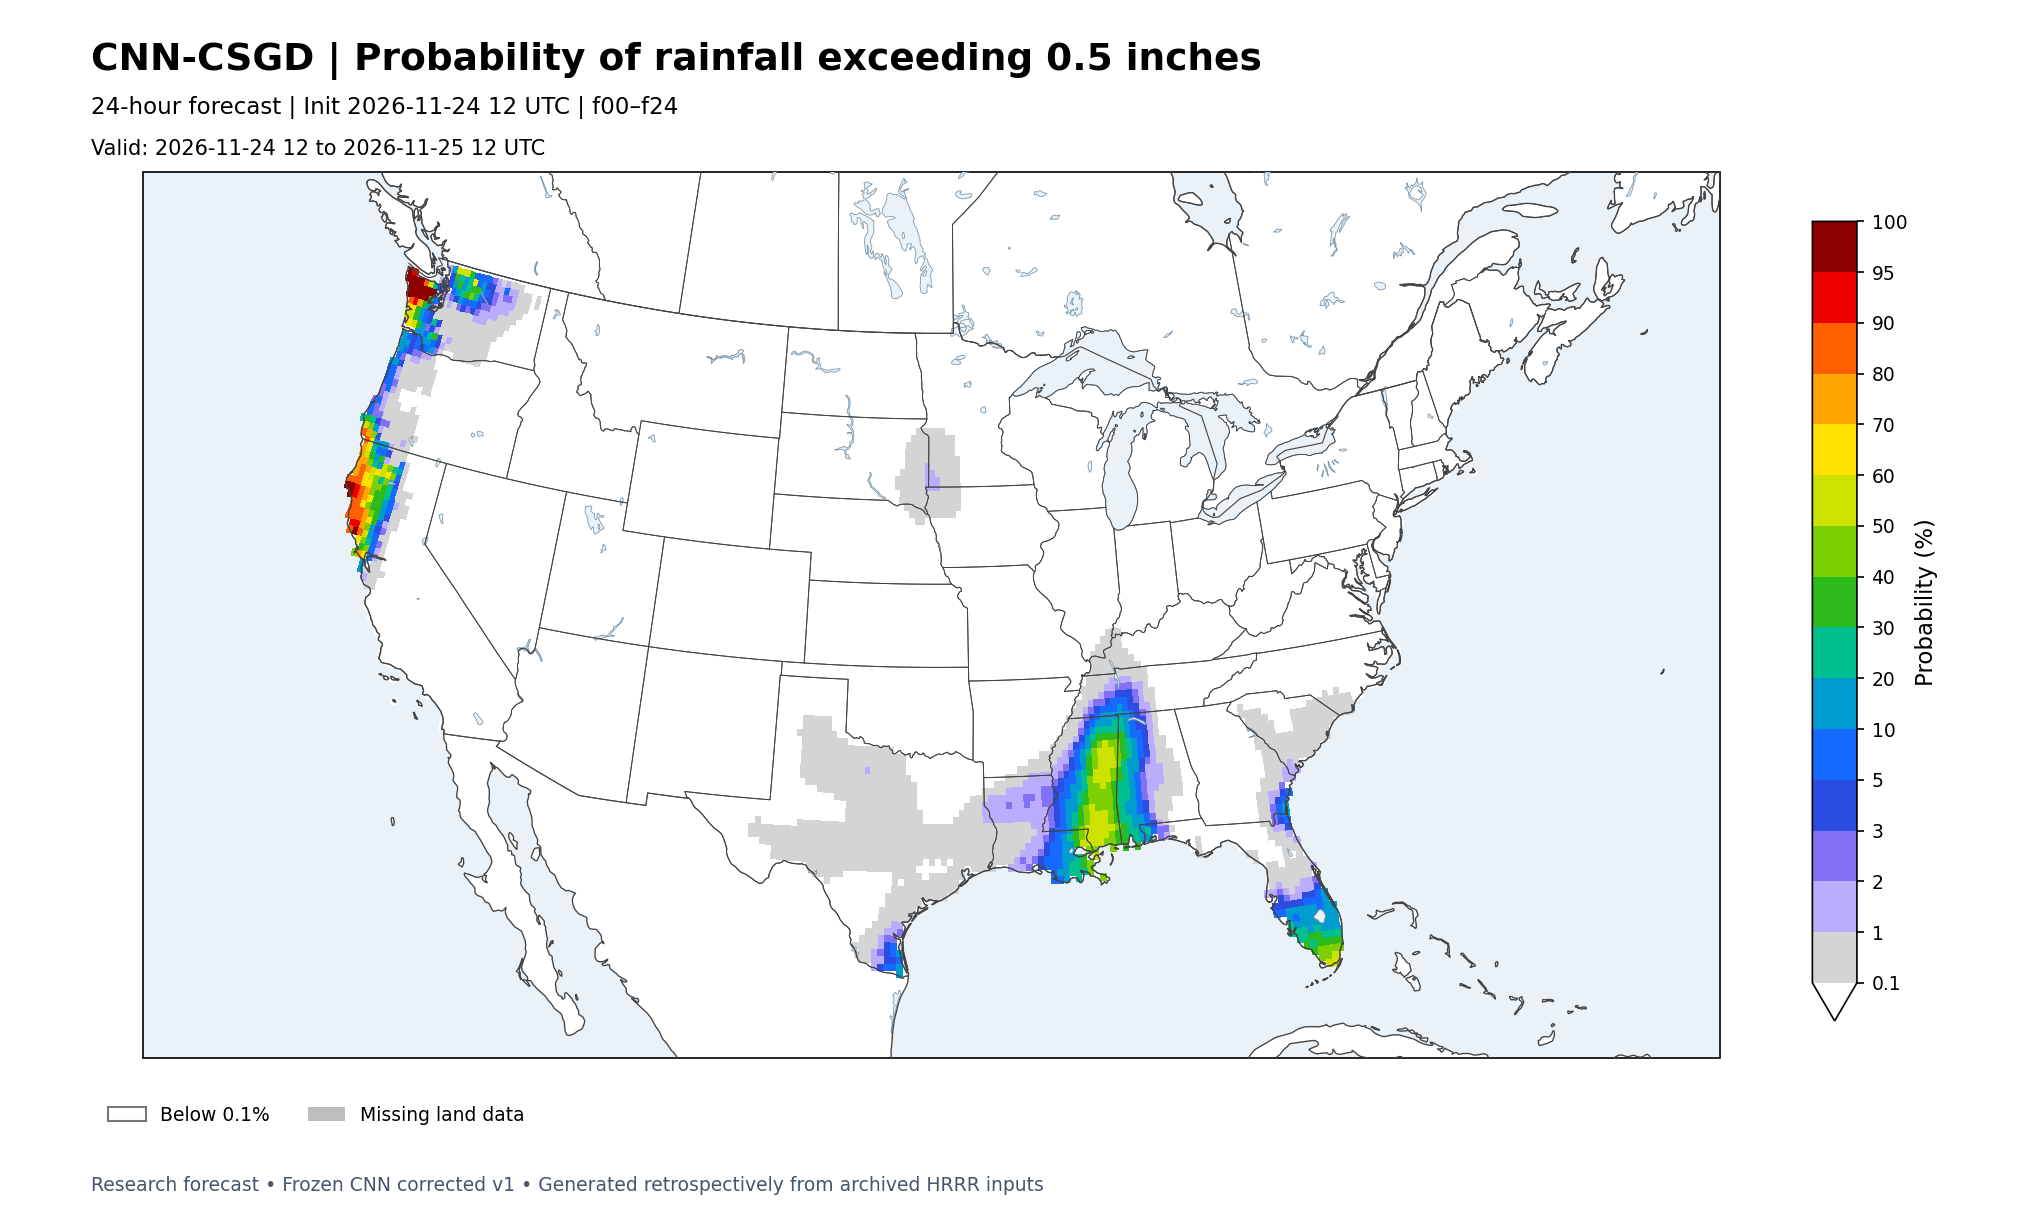 CNN-CSGD | Probability of rainfall exceeding 0.5 inches
24-hour forecast | Init 2026-11-24 12 UTC | f00–f24
Valid: 2026-11-24 12 to 2026-11-25 12 UTC
100
95
90
80
70
60
50
40
30
20
10
5
3
2
1
0.1
Probability (%)
Below 0.1%
Missing land data
Research forecast • Frozen CNN corrected v1 • Generated retrospectively from archived HRRR inputs